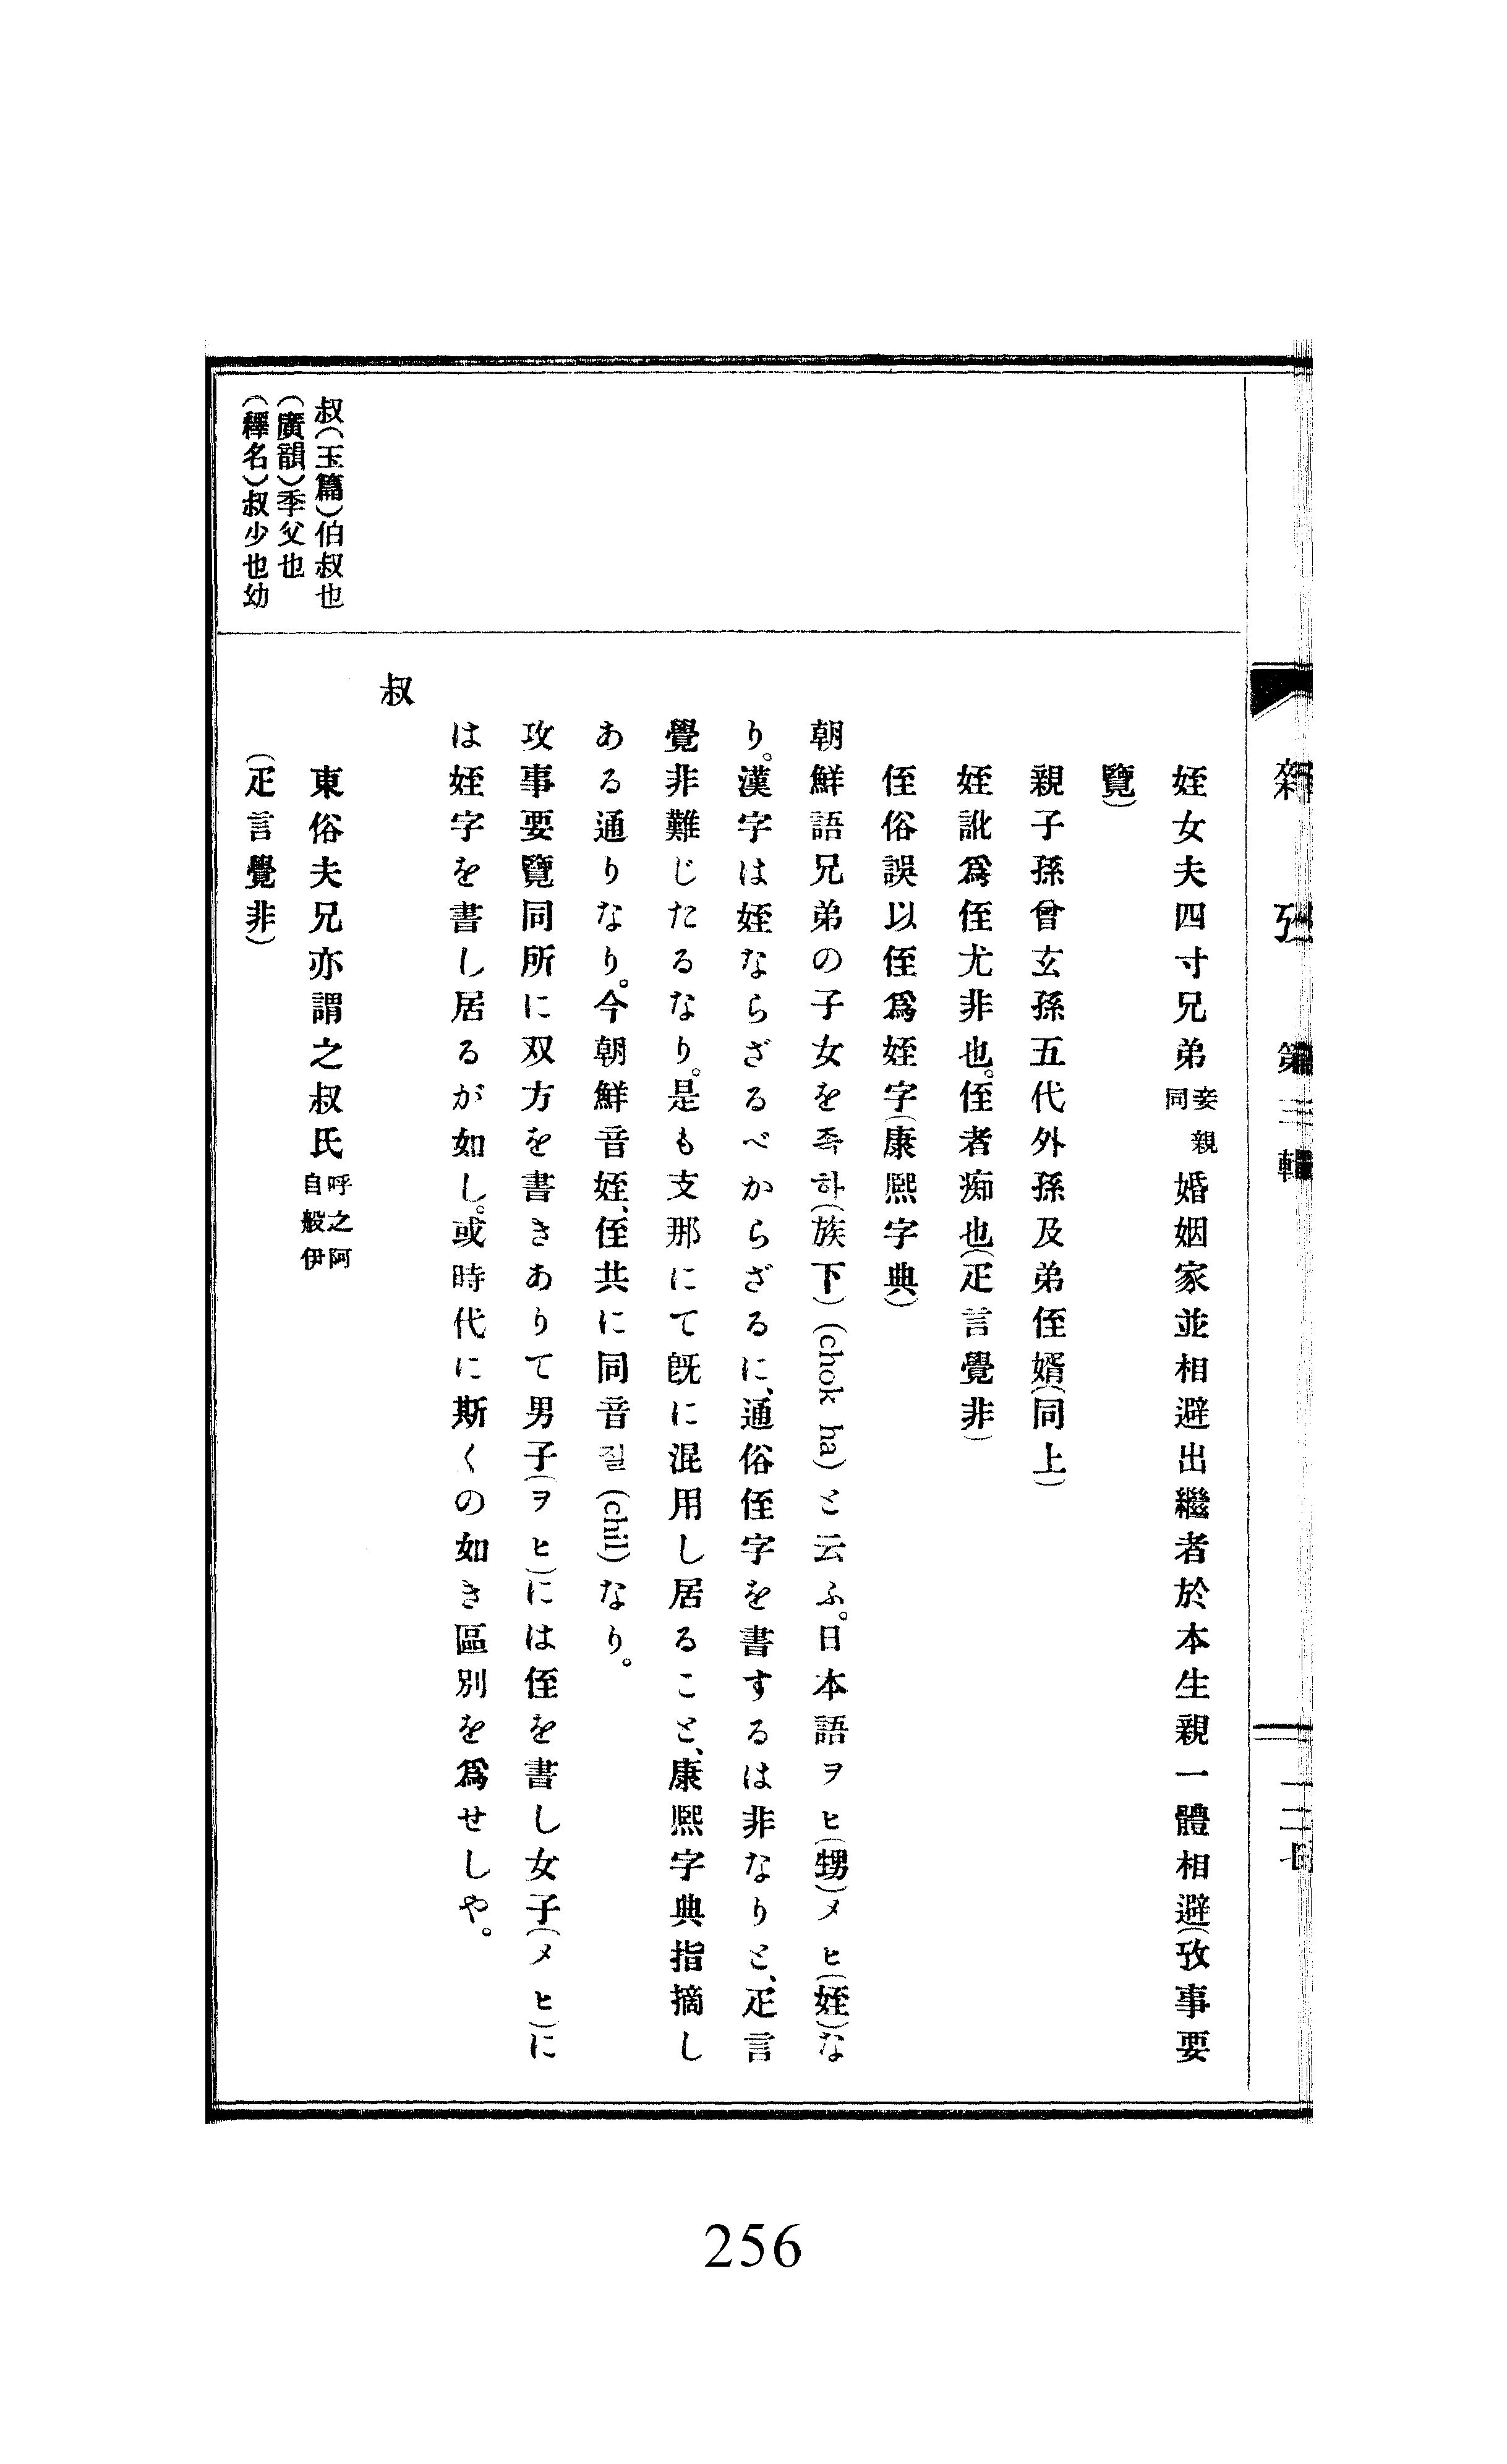 雜攷 第三輯
一二七
姪女夫四寸兄弟妾親同婚姻家並相避出繼者於本生親一體相避(攷事要
覽)
親子孫曾玄孫五代外孫及弟侄婿(同上)
姪訛爲侄尤非也。侄者痴也(疋言覺非)
侄俗誤以侄爲姪字(康熙字典)
朝鮮語兄弟の子女を족하(族下)(chok ha)と云ふ。日本語ヲヒ(甥)メヒ(姪)な
り。漢字は姪ならざるべからざるに、通俗侄字を書するは非なりと、疋言
覺非難じたるなり。是も支那にて既に混用し居ること、康熙字典指摘し
ある通りなり。今朝鮮音姪、侄共に同音질(chil)なり。
攻事要覽同所に双方を書きありて男子(ヲヒ)には侄を書し女子(メヒ)に
は姪字を書し居るが如し。或時代に斯くの如き區別を爲せしや。
叔
叔(玉篇)伯叔也
(廣韻)季父也
(釋名)叔少也幼
東俗夫兄亦謂之叔氏呼之阿自般伊
(疋言覺非)
256